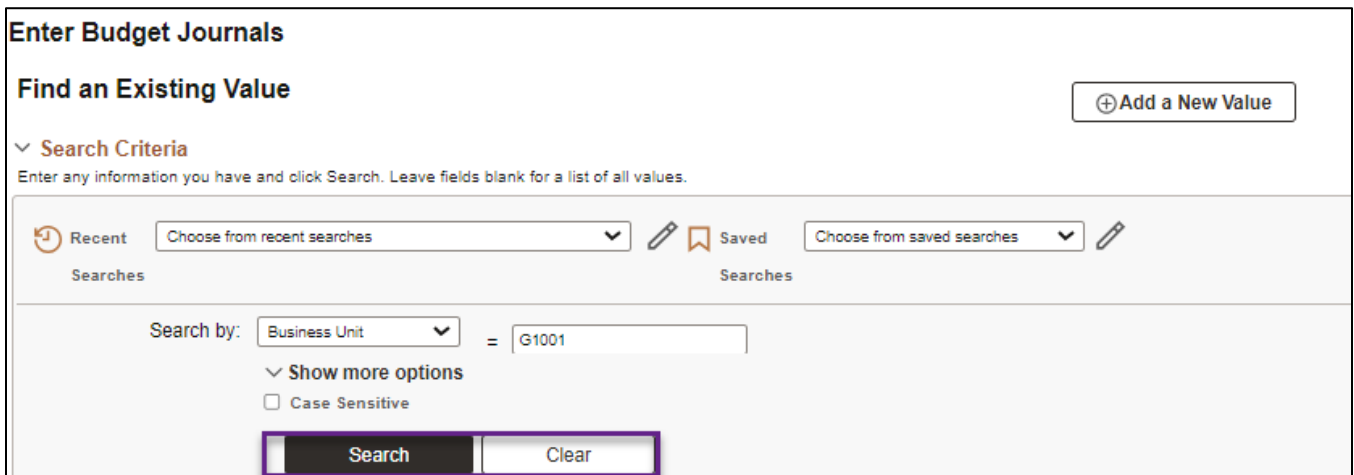 Enter Budget Journals
Find an Existing Value
Add a New Value
Search Criteria
Enter any information you have and click Search. Leave fields blank for a list of all values.
Recent Searches
Choose from recent searches
Saved Searches
Choose from saved searches
Search by: Business Unit = G1001
Show more options
Case Sensitive
Search Clear